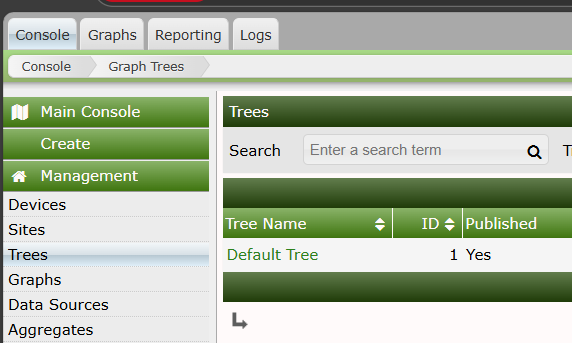 Console Graphs Reporting Logs
Console Graph Trees
Main Console
Create
Management
Devices
Sites
Trees
Graphs
Data Sources
Aggregates
Trees
Search Enter a search term T
Tree Name ID Published
Default Tree 1 Yes